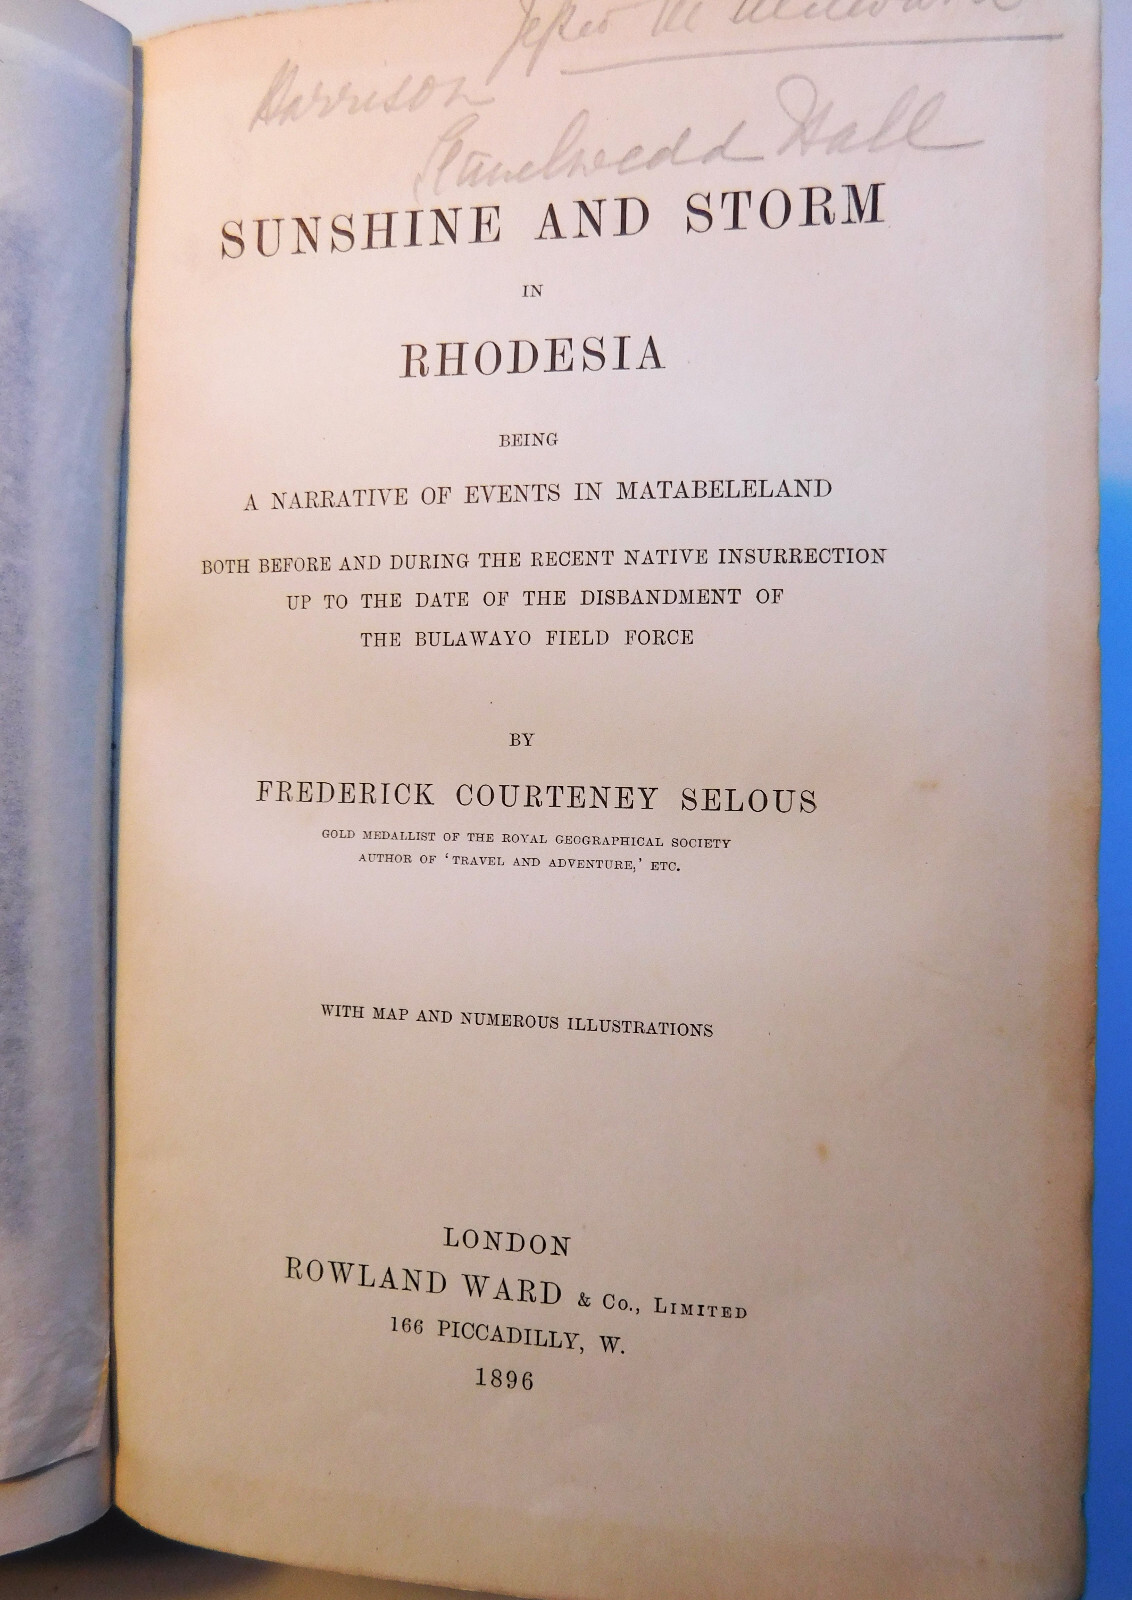 Harrison
Hall
SUNSHINE AND STORM
IN
RHODESIA
BEING
A NARRATIVE OF EVENTS IN MATABELELAND
BOTH BEFORE AND DURING THE RECENT NATIVE INSURRECTION
UP TO THE DATE OF THE DISBANDMENT OF
THE BULAWAYO FIELD FORCE
BY
FREDERICK COURTENEY SELOUS
GOLD MEDALLIST OF THE ROYAL GEOGRAPHICAL SOCIETY
AUTHOR OF ‘TRAVEL AND ADVENTURE,’ ETC.
WITH MAP AND NUMEROUS ILLUSTRATIONS
LONDON
ROWLAND WARD & Co., LIMITED
166 PICCADILLY, W.
1896